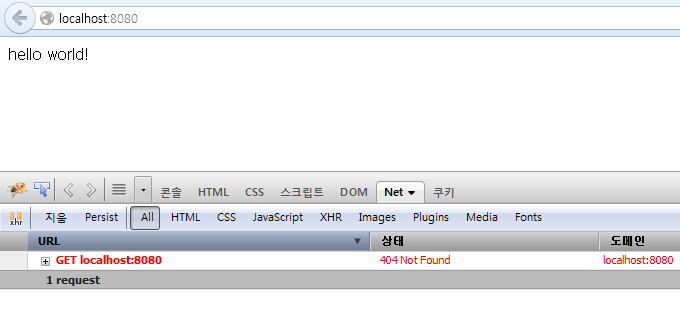 localhost:8080
hello world!
콘솔 HTML CSS 스크립트 DOM Net 쿠키
xhr 지움 Persist All HTML CSS JavaScript XHR Images Plugins Media Fonts
URL 상태 도메인
GET localhost:8080 404 Not Found localhost:8080
1 request